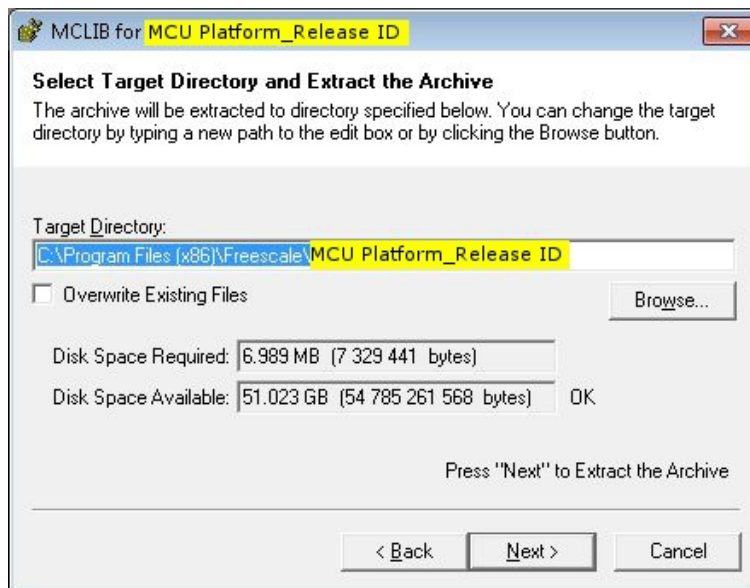 MCLIB for MCU Platform_Release ID
Select Target Directory and Extract the Archive
The archive will be extracted to directory specified below. You can change the target
directory by typing a new path to the edit box or by clicking the Browse button.
Target Directory:
C:\Program Files (x86)\Freescale\MCU Platform_Release ID
Overwrite Existing Files
Browse...
Disk Space Required: 6.989 MB (7 329 441 bytes)
Disk Space Available: 51.023 GB (54 785 261 568 bytes) OK
Press "Next" to Extract the Archive
< Back Next > Cancel